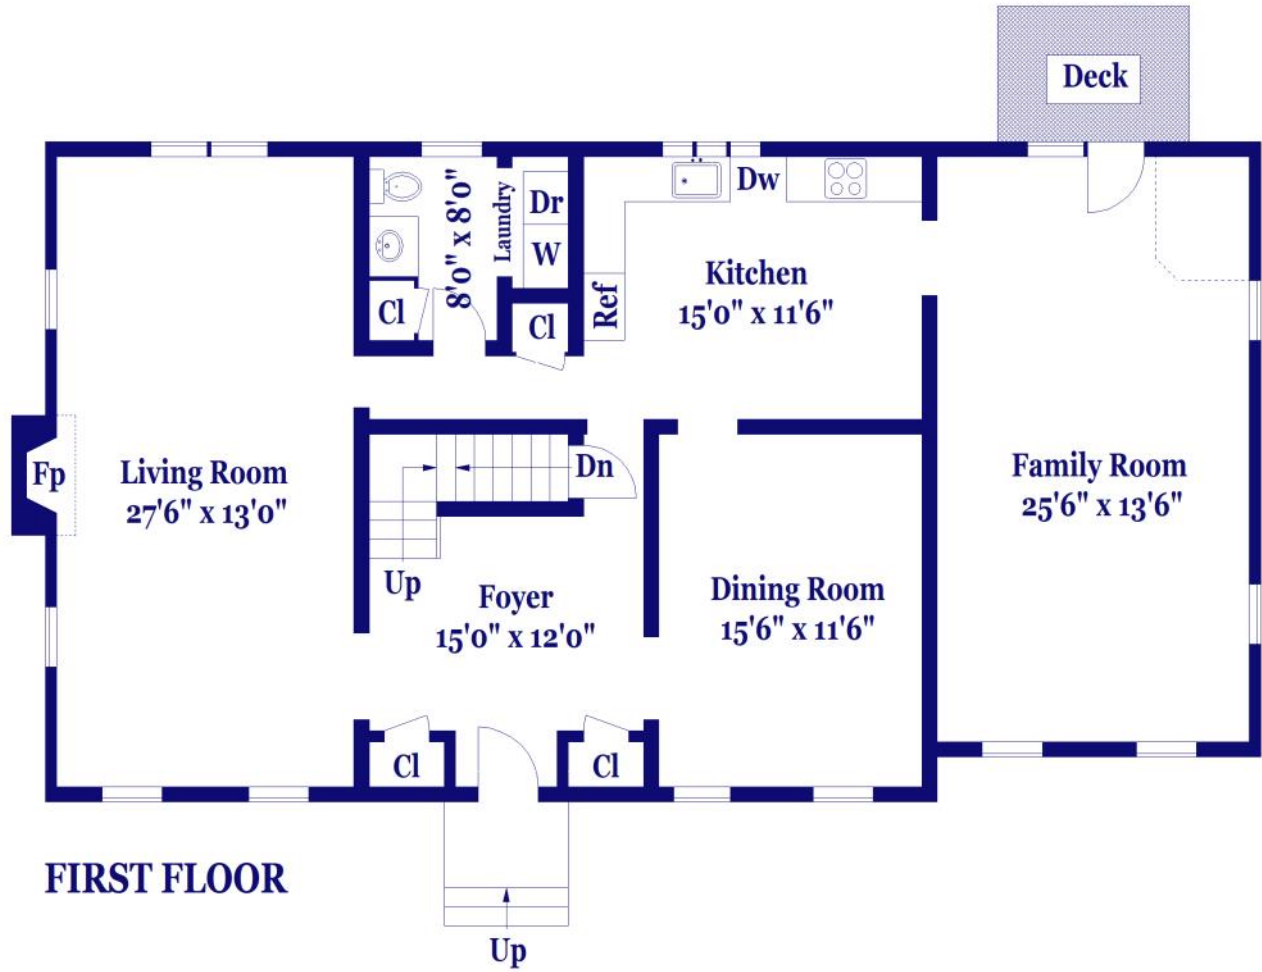 Deck
8'0" x 8'0"
Laundry
Dr
W
Dw
Cl
Cl
Ref
Kitchen
15'0" x 11'6"
Fp
Living Room
27'6" x 13'0"
Dn
Up
Family Room
25'6" x 13'6"
Foyer
15'0" x 12'0"
Dining Room
15'6" x 11'6"
Cl
Cl
FIRST FLOOR
Up